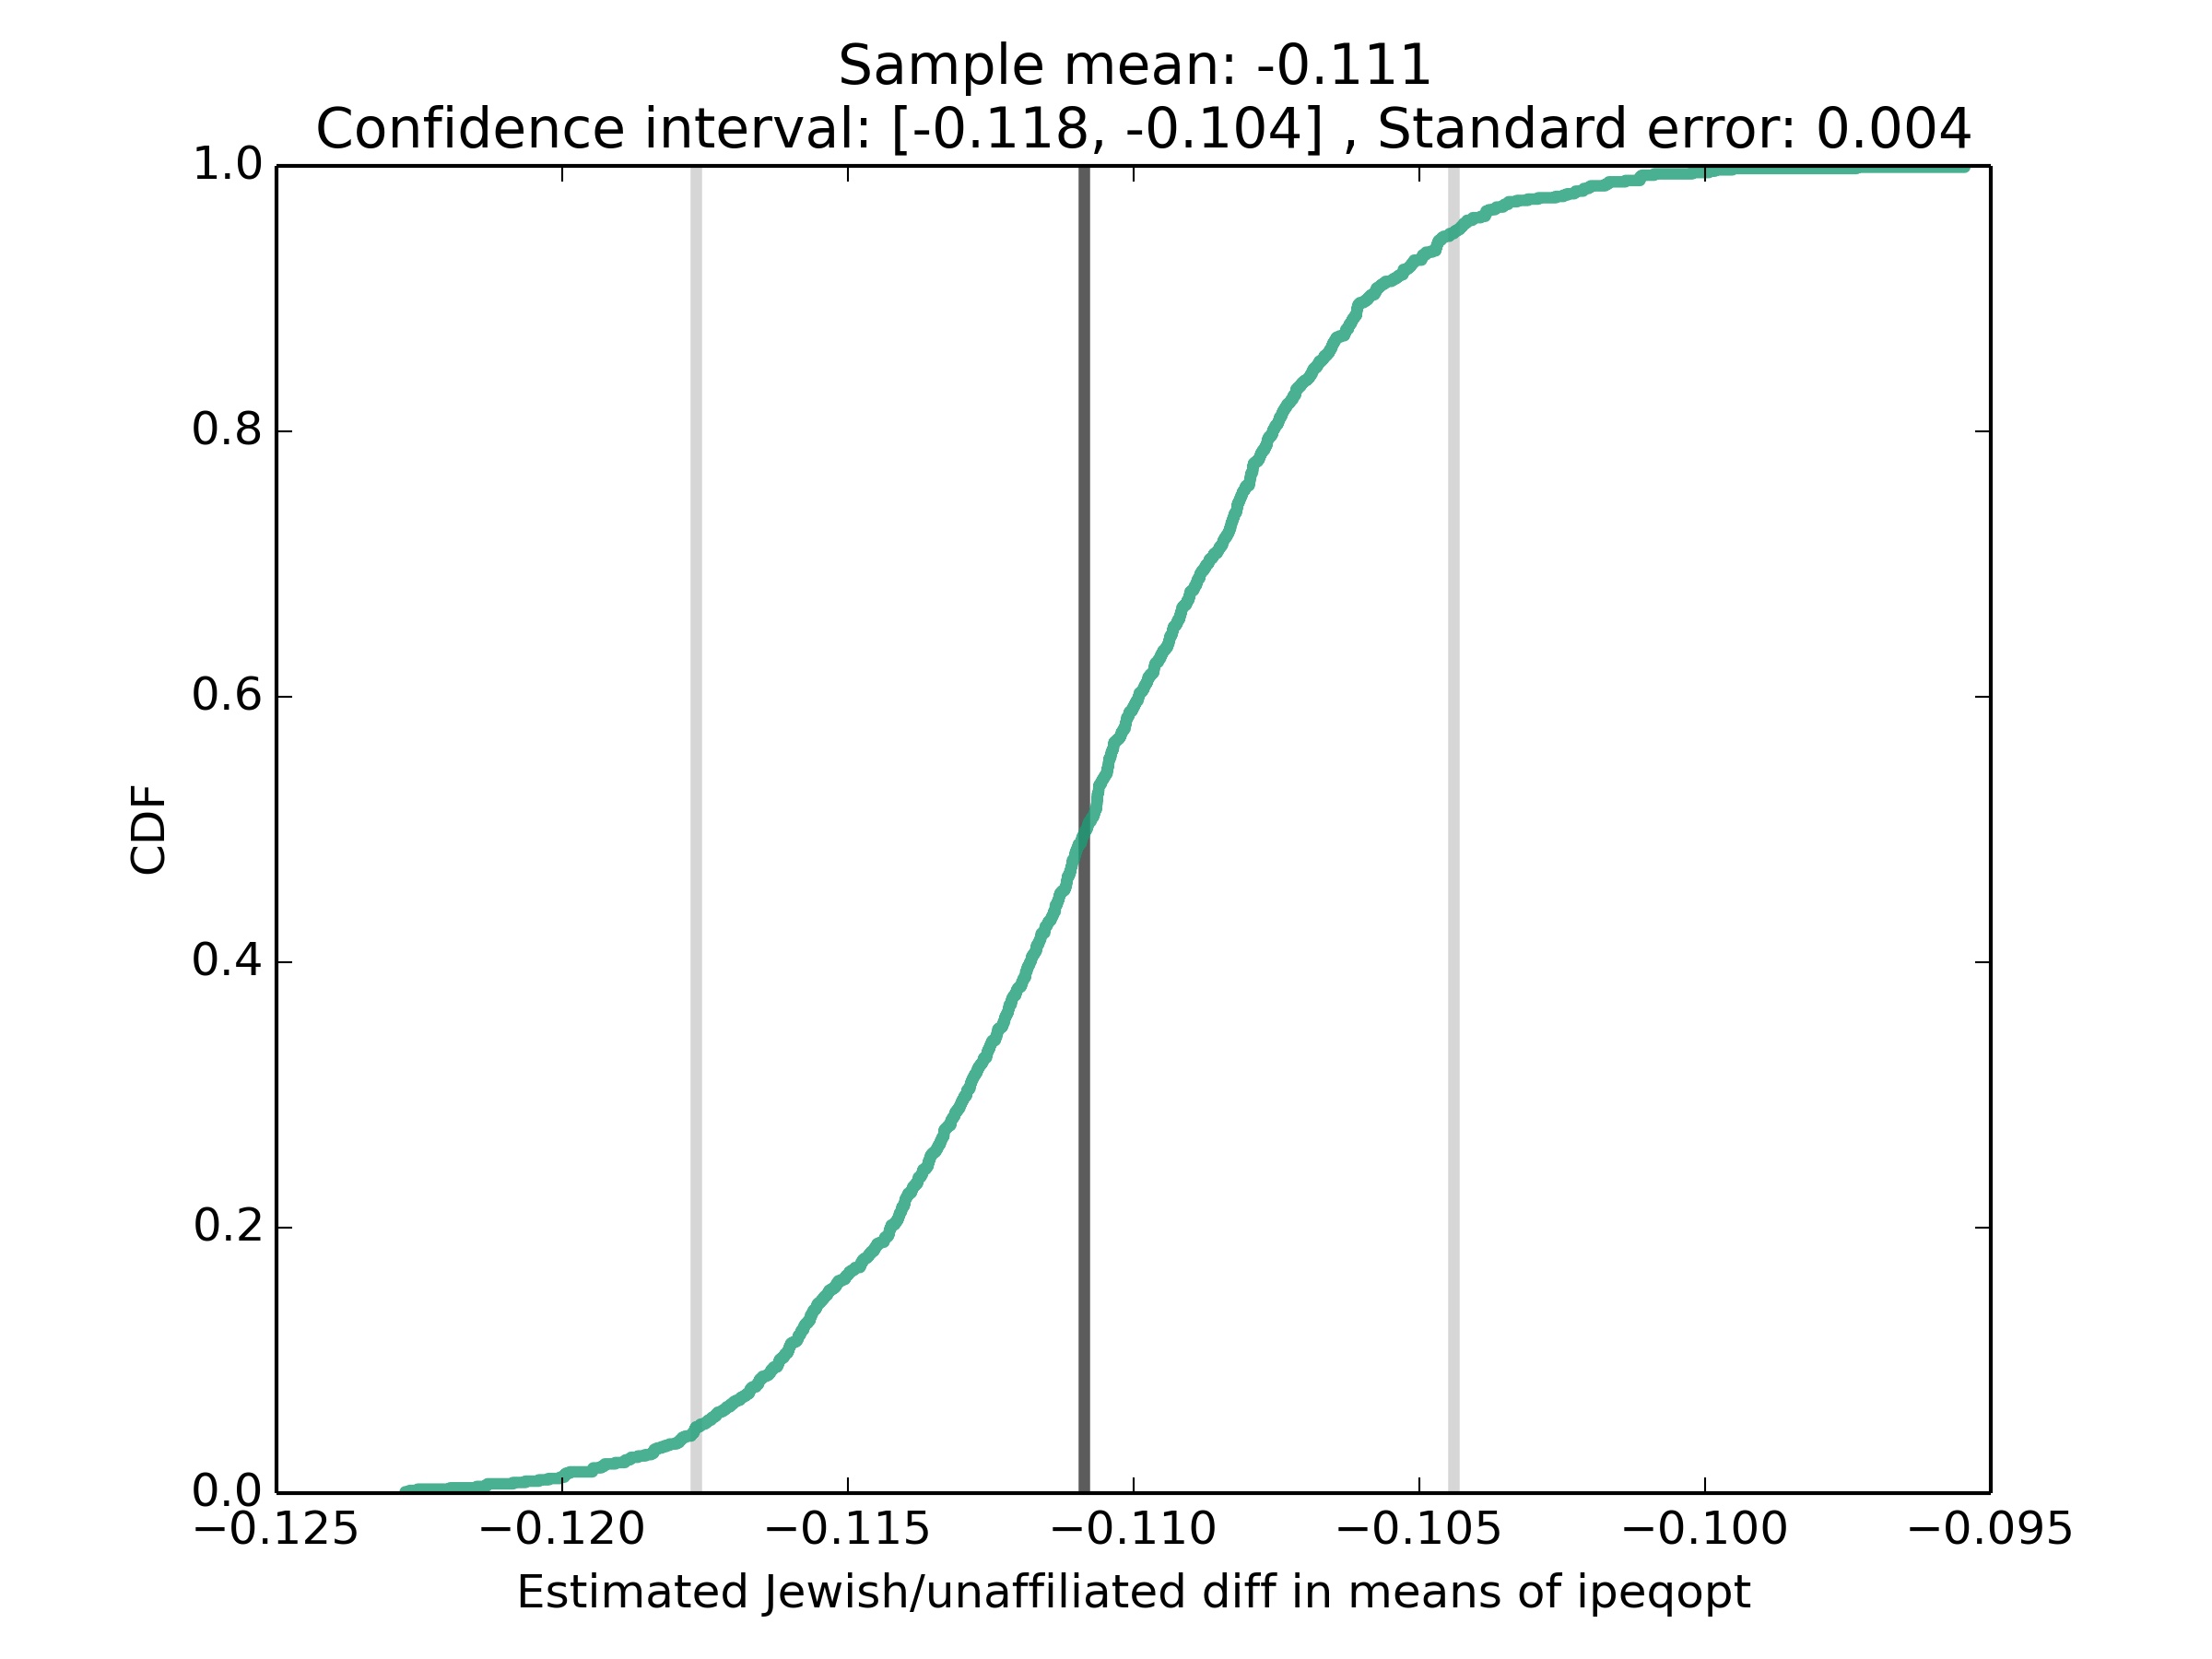 Sample mean: -0.111
Confidence interval: [-0.118, -0.104] , Standard error: 0.004
1.0
0.8
0.6
0.4
0.2
0.0
CDF
−0.125 −0.120 −0.115 −0.110 −0.105 −0.100 −0.095
Estimated Jewish/unaffiliated diff in means of ipeqopt